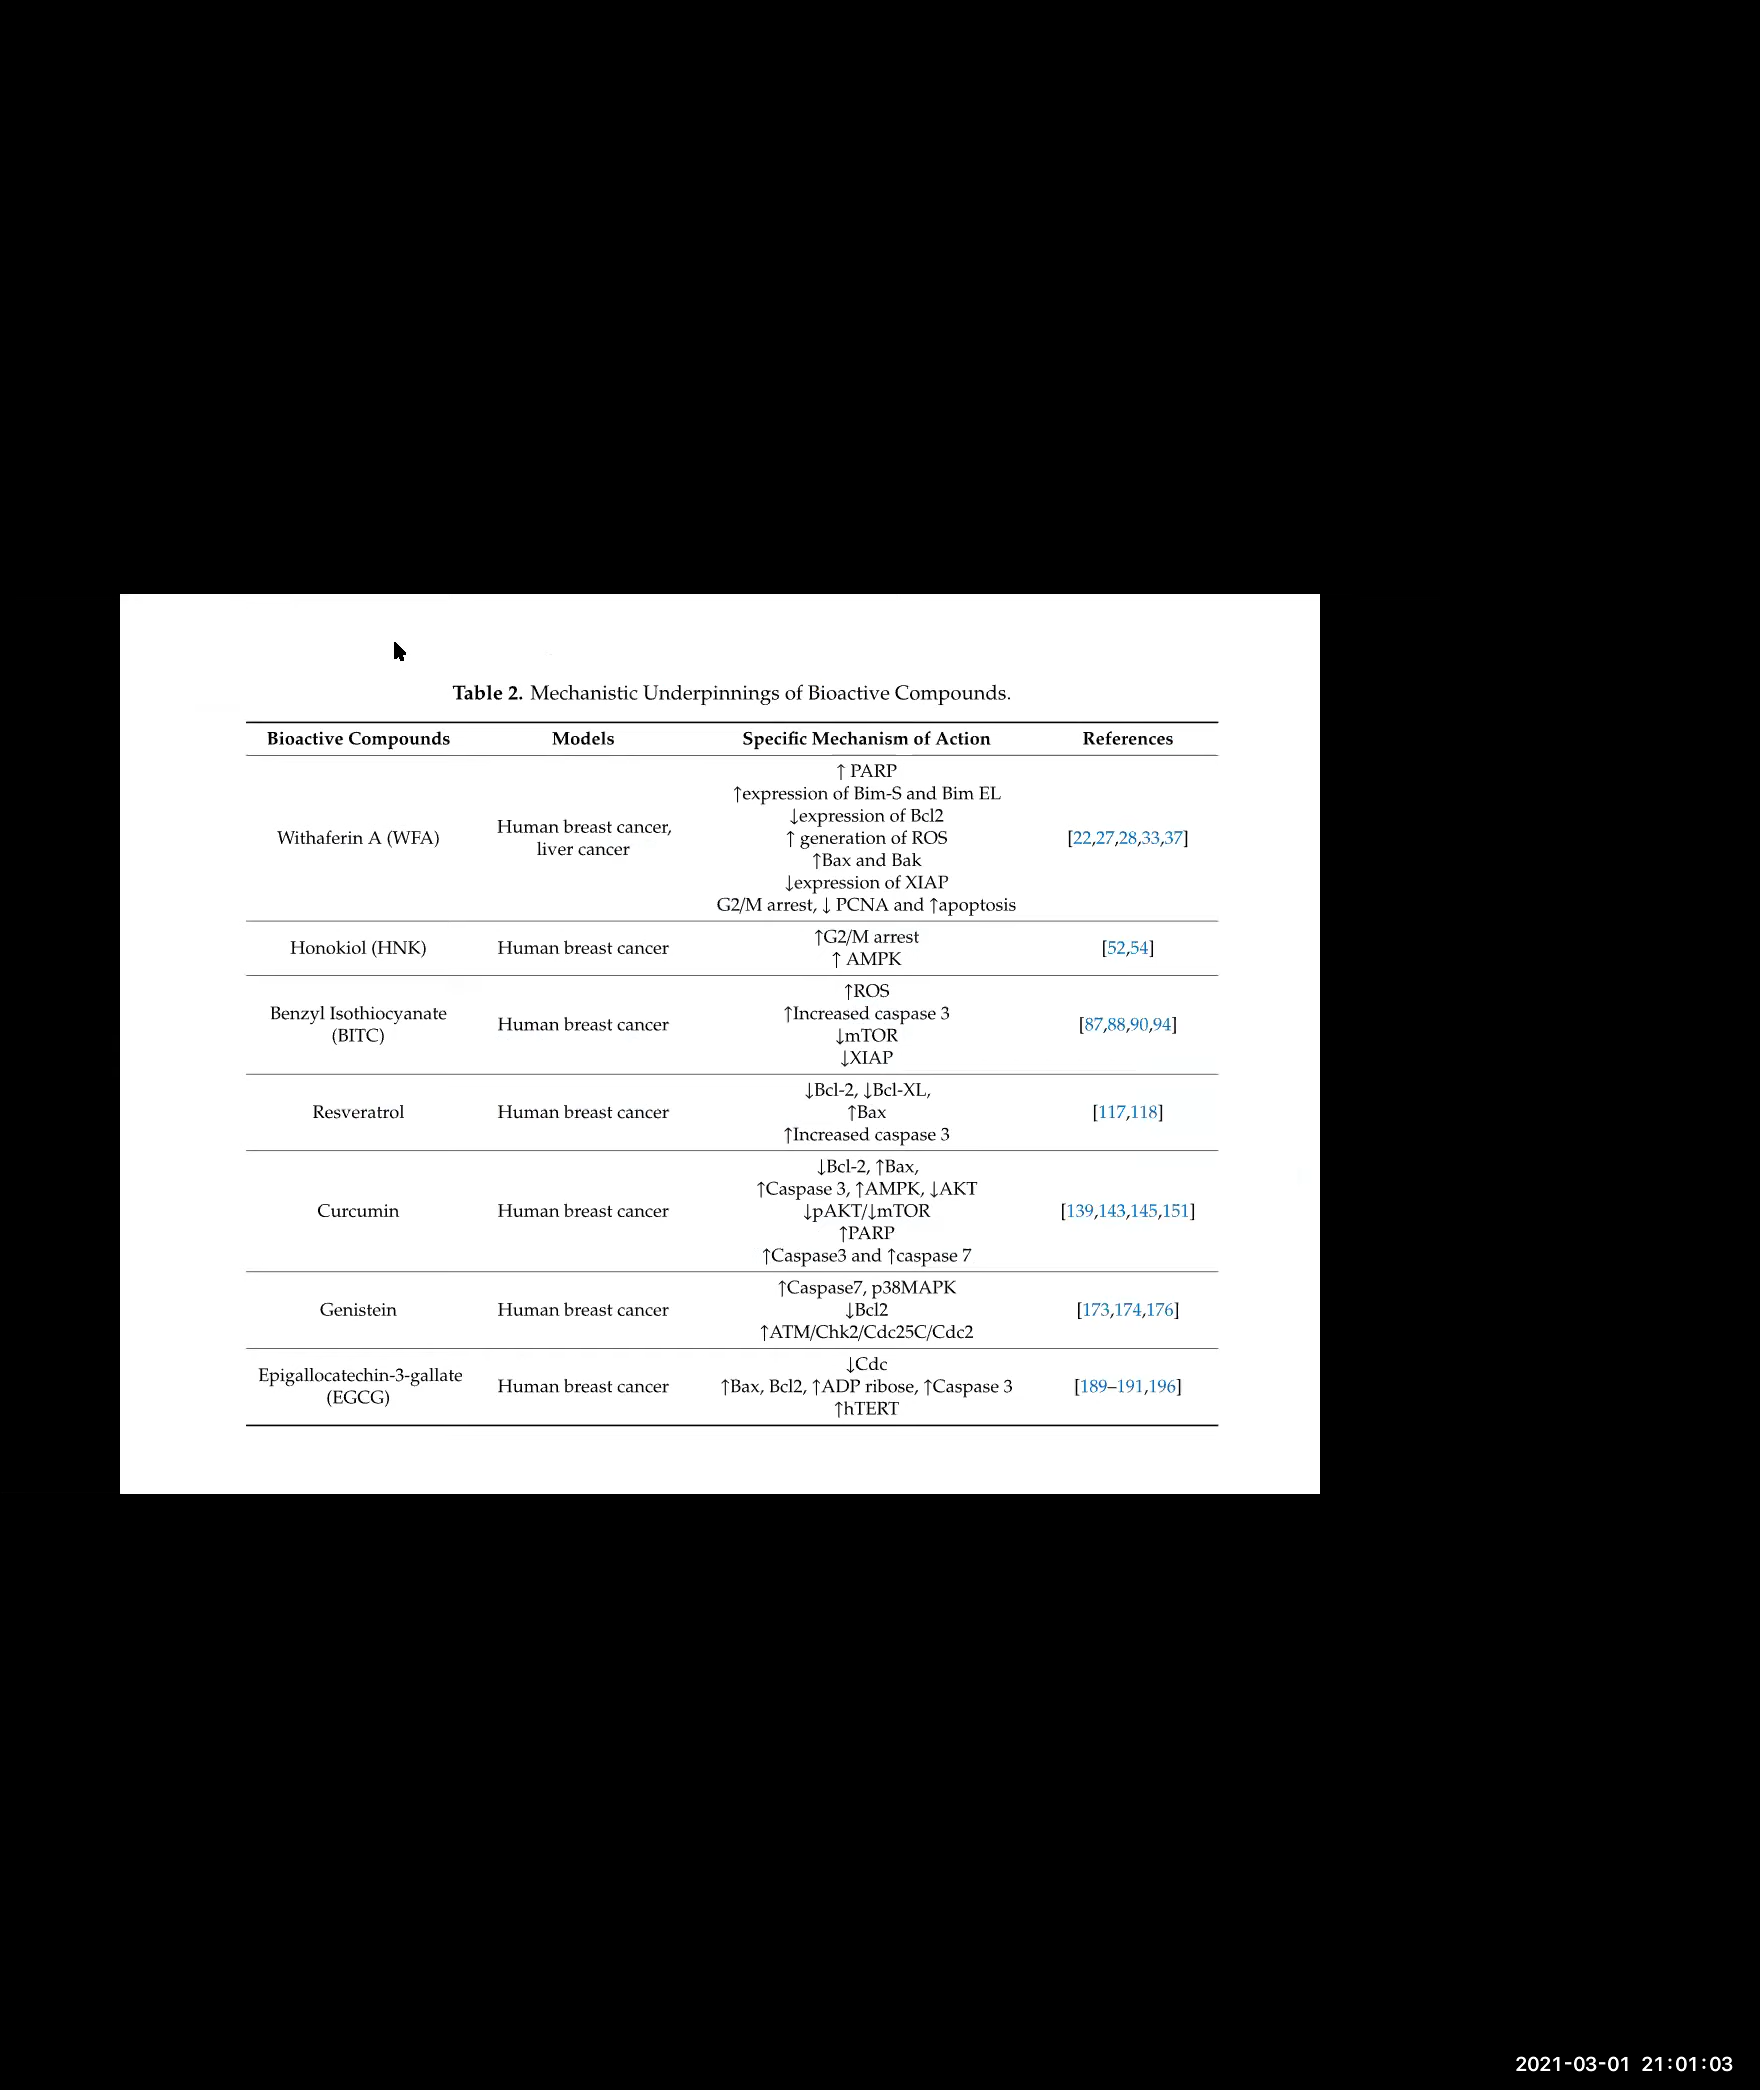 Table 2. Mechanistic Underpinnings of Bioactive Compounds.
Bioactive Compounds Models Specific Mechanism of Action References
Withaferin A (WFA)
Human breast cancer,
liver cancer
↑ PARP
↑expression of Bim-S and Bim EL
↓expression of Bcl2
↑ generation of ROS
↑Bax and Bak
↓expression of XIAP
G2/M arrest, ↓ PCNA and ↑apoptosis
[22,27,28,33,37]
Honokiol (HNK)
Human breast cancer
↑G2/M arrest
↑ AMPK
[52,54]
Benzyl Isothiocyanate
(BITC)
Human breast cancer
↑ROS
↑Increased caspase 3
↓mTOR
↓XIAP
[87,88,90,94]
Resveratrol
Human breast cancer
↓Bcl-2, ↓Bcl-XL,
↑Bax
↑Increased caspase 3
[117,118]
Curcumin
Human breast cancer
↓Bcl-2, ↑Bax,
↑Caspase 3, ↑AMPK, ↓AKT
↓pAKT/↓mTOR
↑PARP
↑Caspase3 and ↑caspase 7
[139,143,145,151]
Genistein
Human breast cancer
↑Caspase7, p38MAPK
↓Bcl2
↑ATM/Chk2/Cdc25C/Cdc2
[173,174,176]
Epigallocatechin-3-gallate
(EGCG)
Human breast cancer
↓Cdc
↑Bax, Bcl2, ↑ADP ribose, ↑Caspase 3
↑hTERT
[189–191,196]
2021-03-01 21:01:03